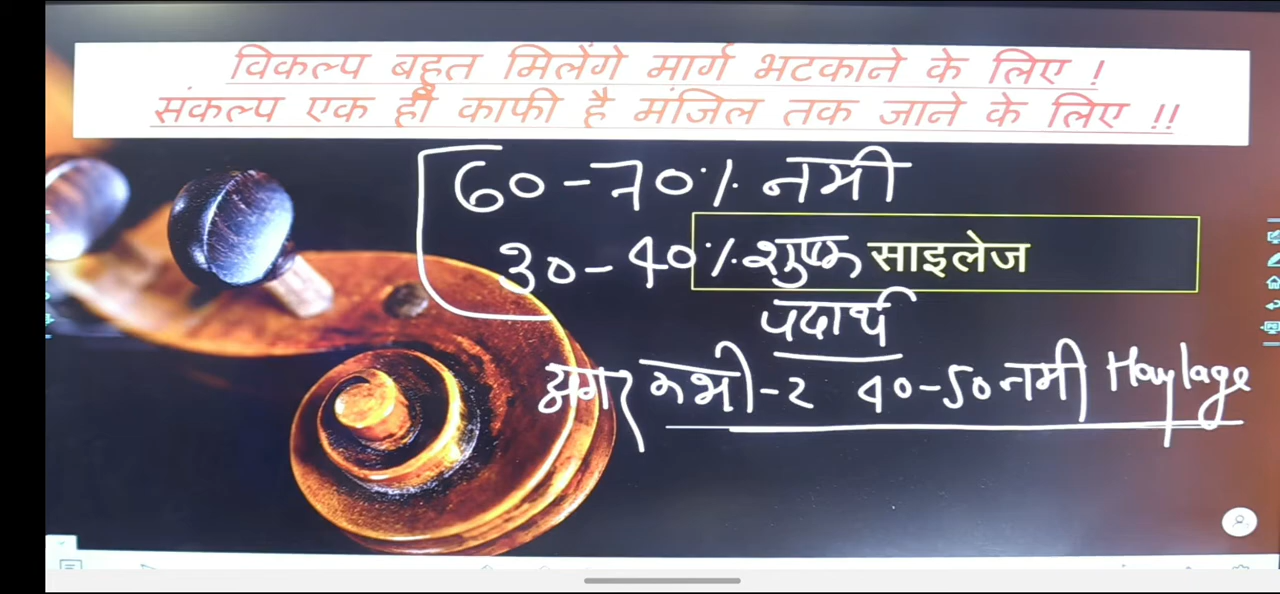 विकल्प बहुत मिलेंगे मार्ग भटकाने के लिए !
संकल्प एक ही काफी है मंजिल तक जाने के लिए !!
60-70% नमी
30-40% शुष्क साइलेज
पदार्थ
अगर कभी-2 40-50 नमी Haylage